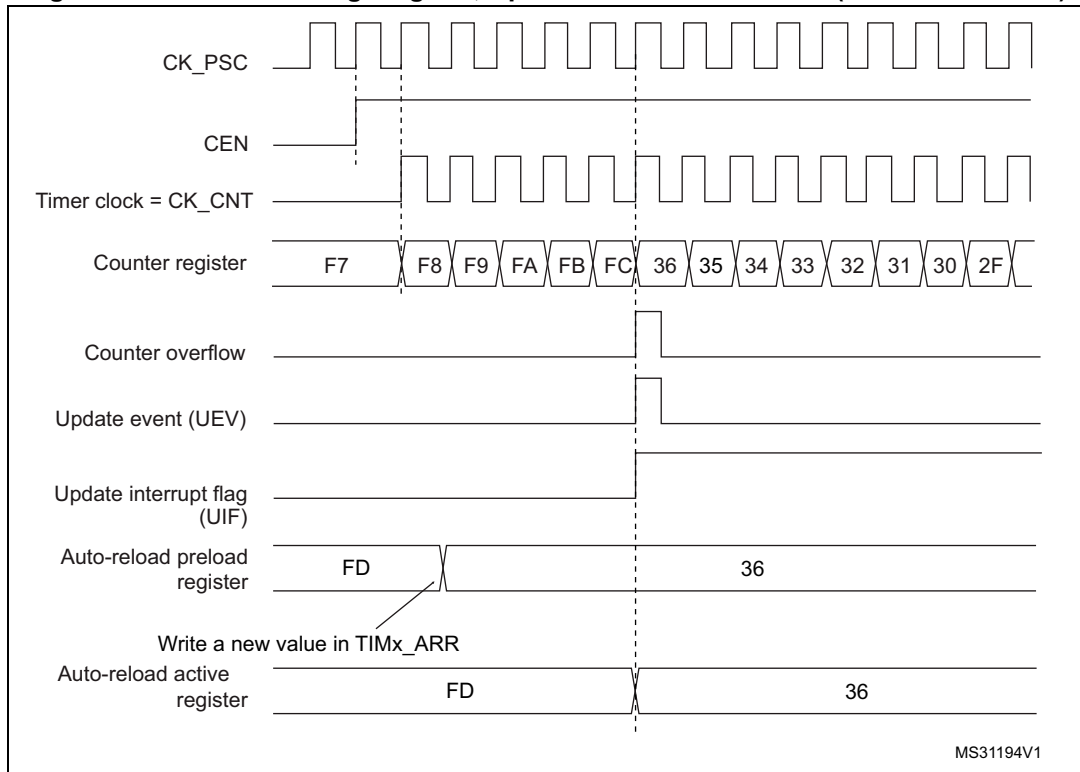 CK_PSC
CEN
Timer clock = CK_CNT
Counter register
F7
F8
F9
FA
FB
FC
36
35
34
33
32
31
30
2F
Counter overflow
Update event (UEV)
Update interrupt flag
(UIF)
Auto-reload preload
register
FD
36
Write a new value in TIMx_ARR
Auto-reload active
register
FD
36
MS31194V1